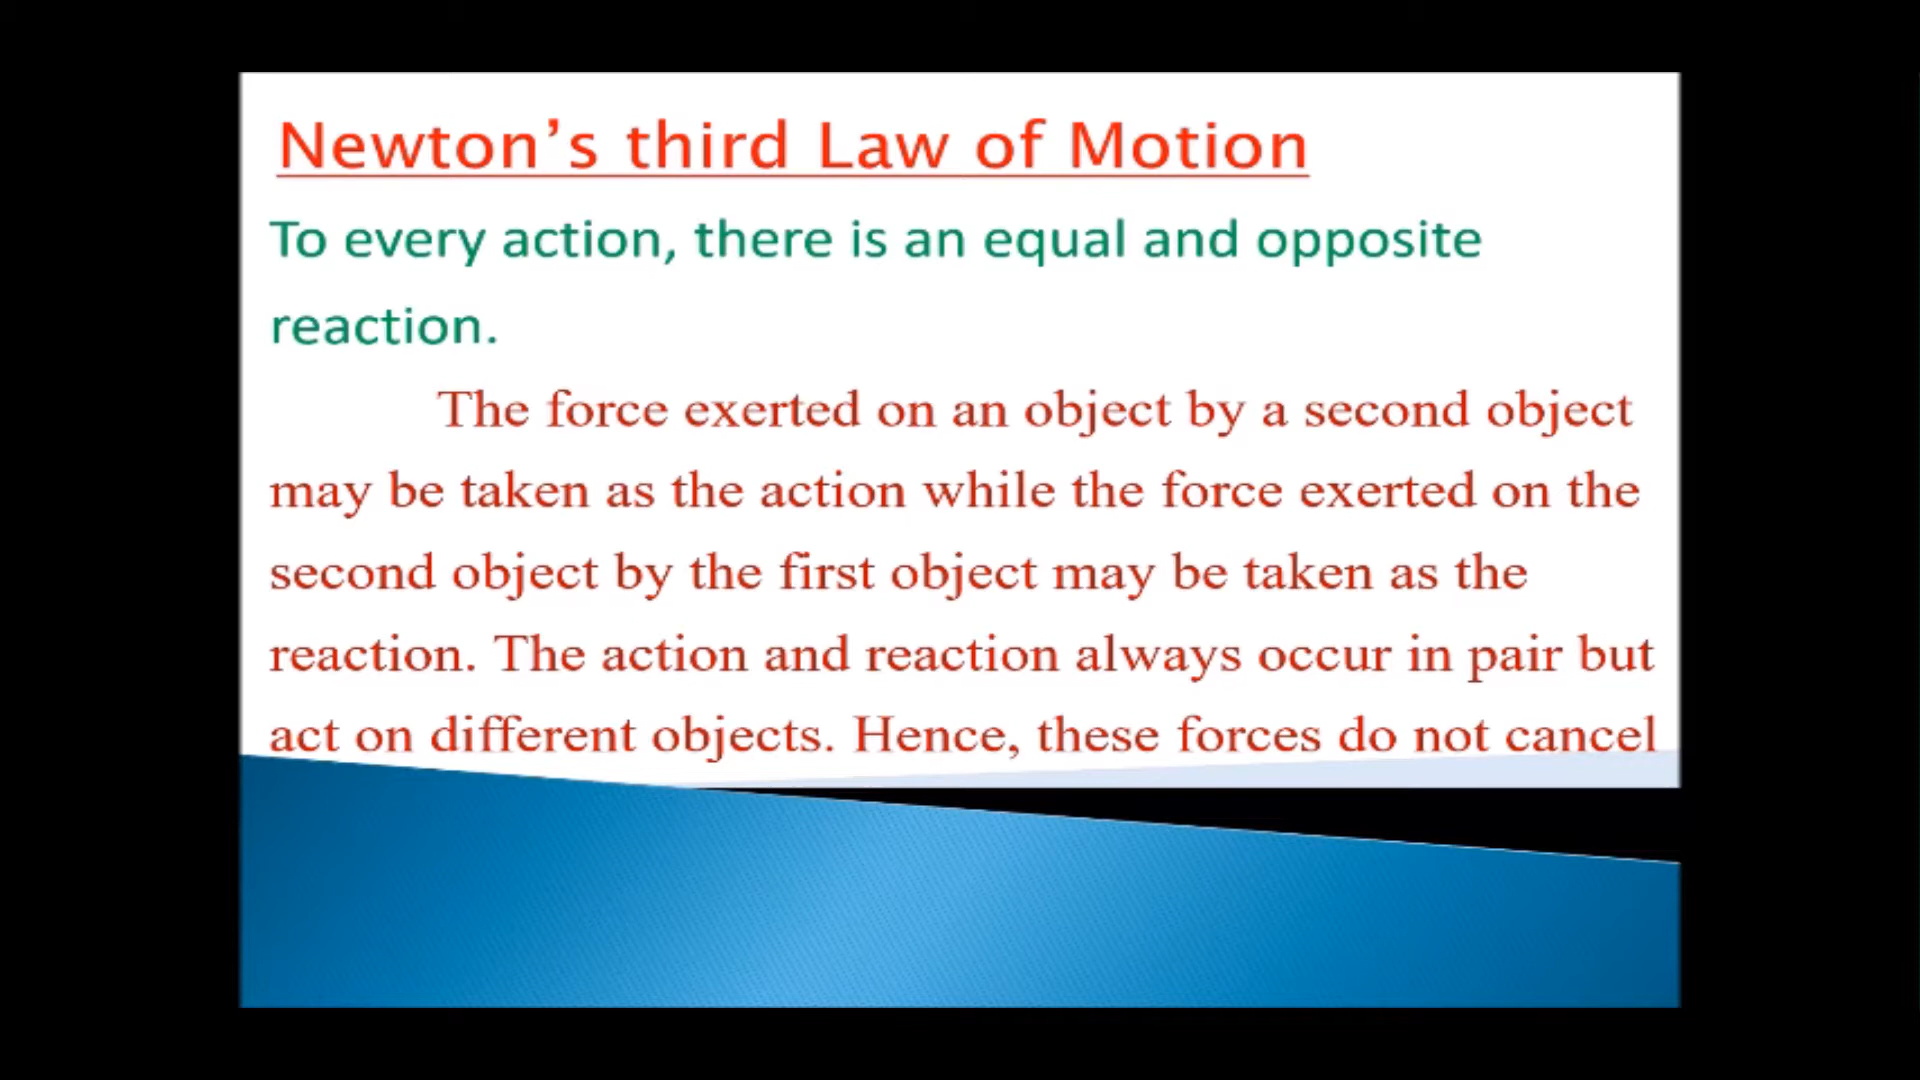 Newton’s third Law of Motion
To every action, there is an equal and opposite
reaction.
The force exerted on an object by a second object
may be taken as the action while the force exerted on the
second object by the first object may be taken as the
reaction. The action and reaction always occur in pair but
act on different objects. Hence, these forces do not cancel